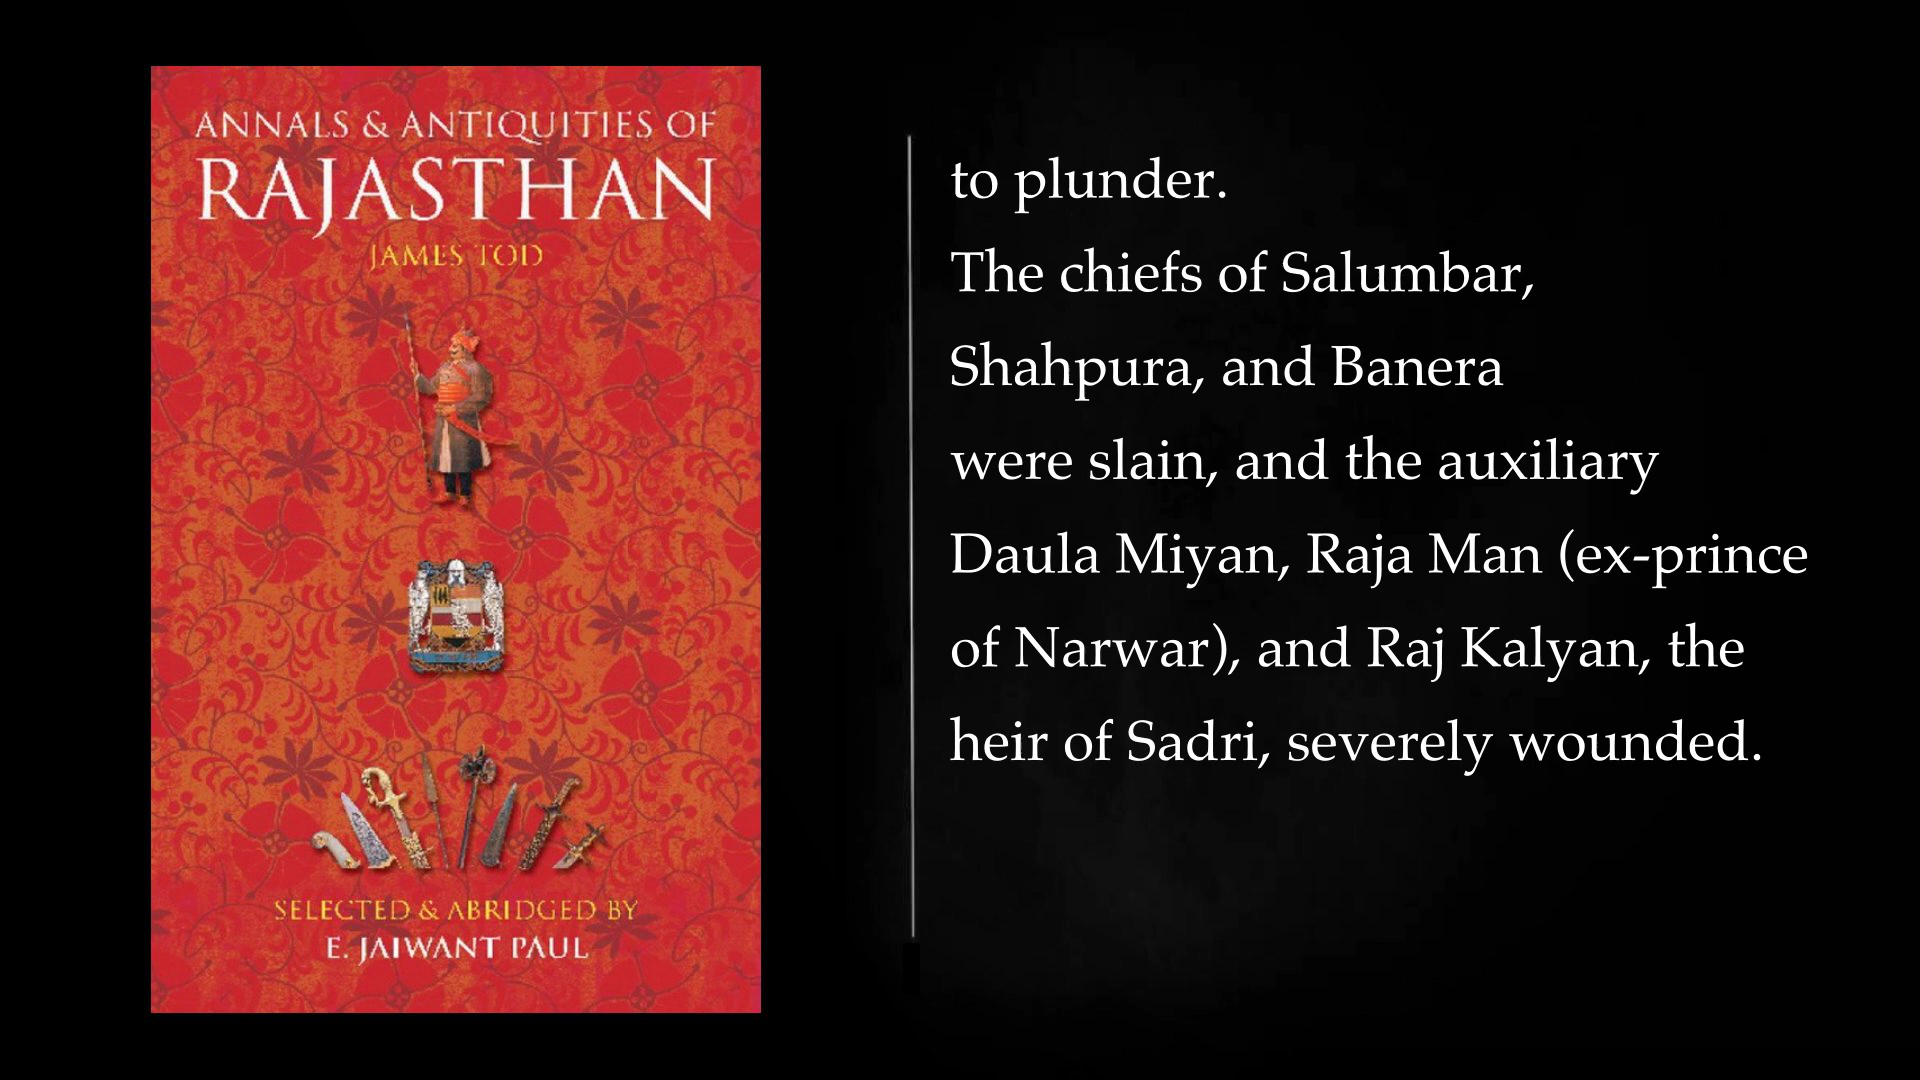 ANNALS & ANTIQUITIES OF
RAJASTHAN
JAMES TOD
SELECTED & ABRIDGED BY
E. JAIWANT PAUL
to plunder.
The chiefs of Salumbar,
Shahpura, and Banera
were slain, and the auxiliary
Daula Miyan, Raja Man (ex-prince
of Narwar), and Raj Kalyan, the
heir of Sadri, severely wounded.